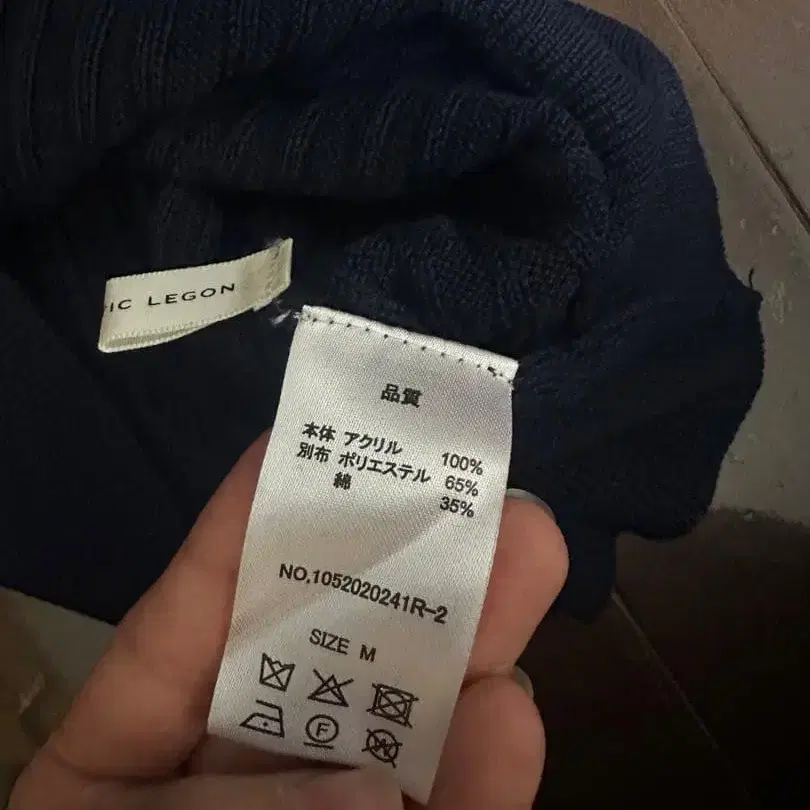 IC LEGON
品質
本体 アクリル 100%
別布 ポリエステル 65%
綿 35%
NO.1052020241R-2
SIZE M
F
W